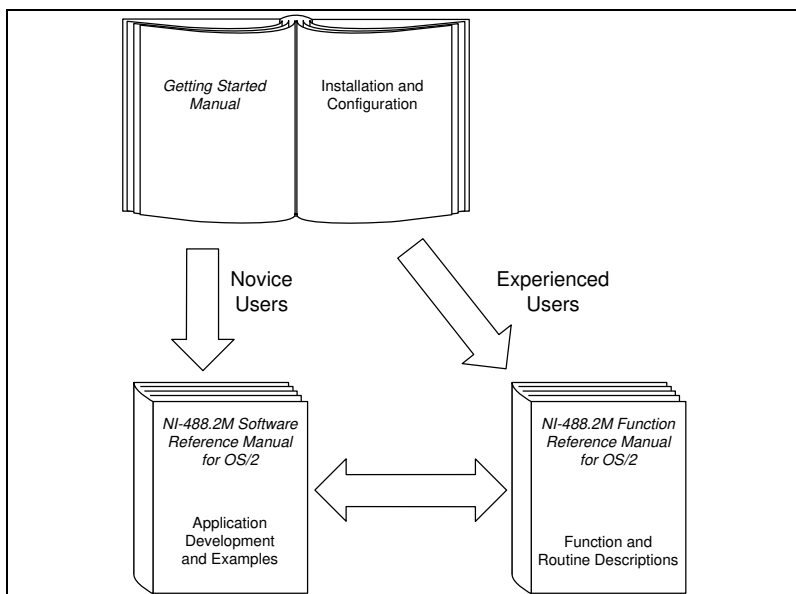 Getting Started
Manual
Installation and
Configuration
Novice
Users
Experienced
Users
NI-488.2M Software
Reference Manual
for OS/2
Application
Development
and Examples
NI-488.2M Function
Reference Manual
for OS/2
Function and
Routine Descriptions